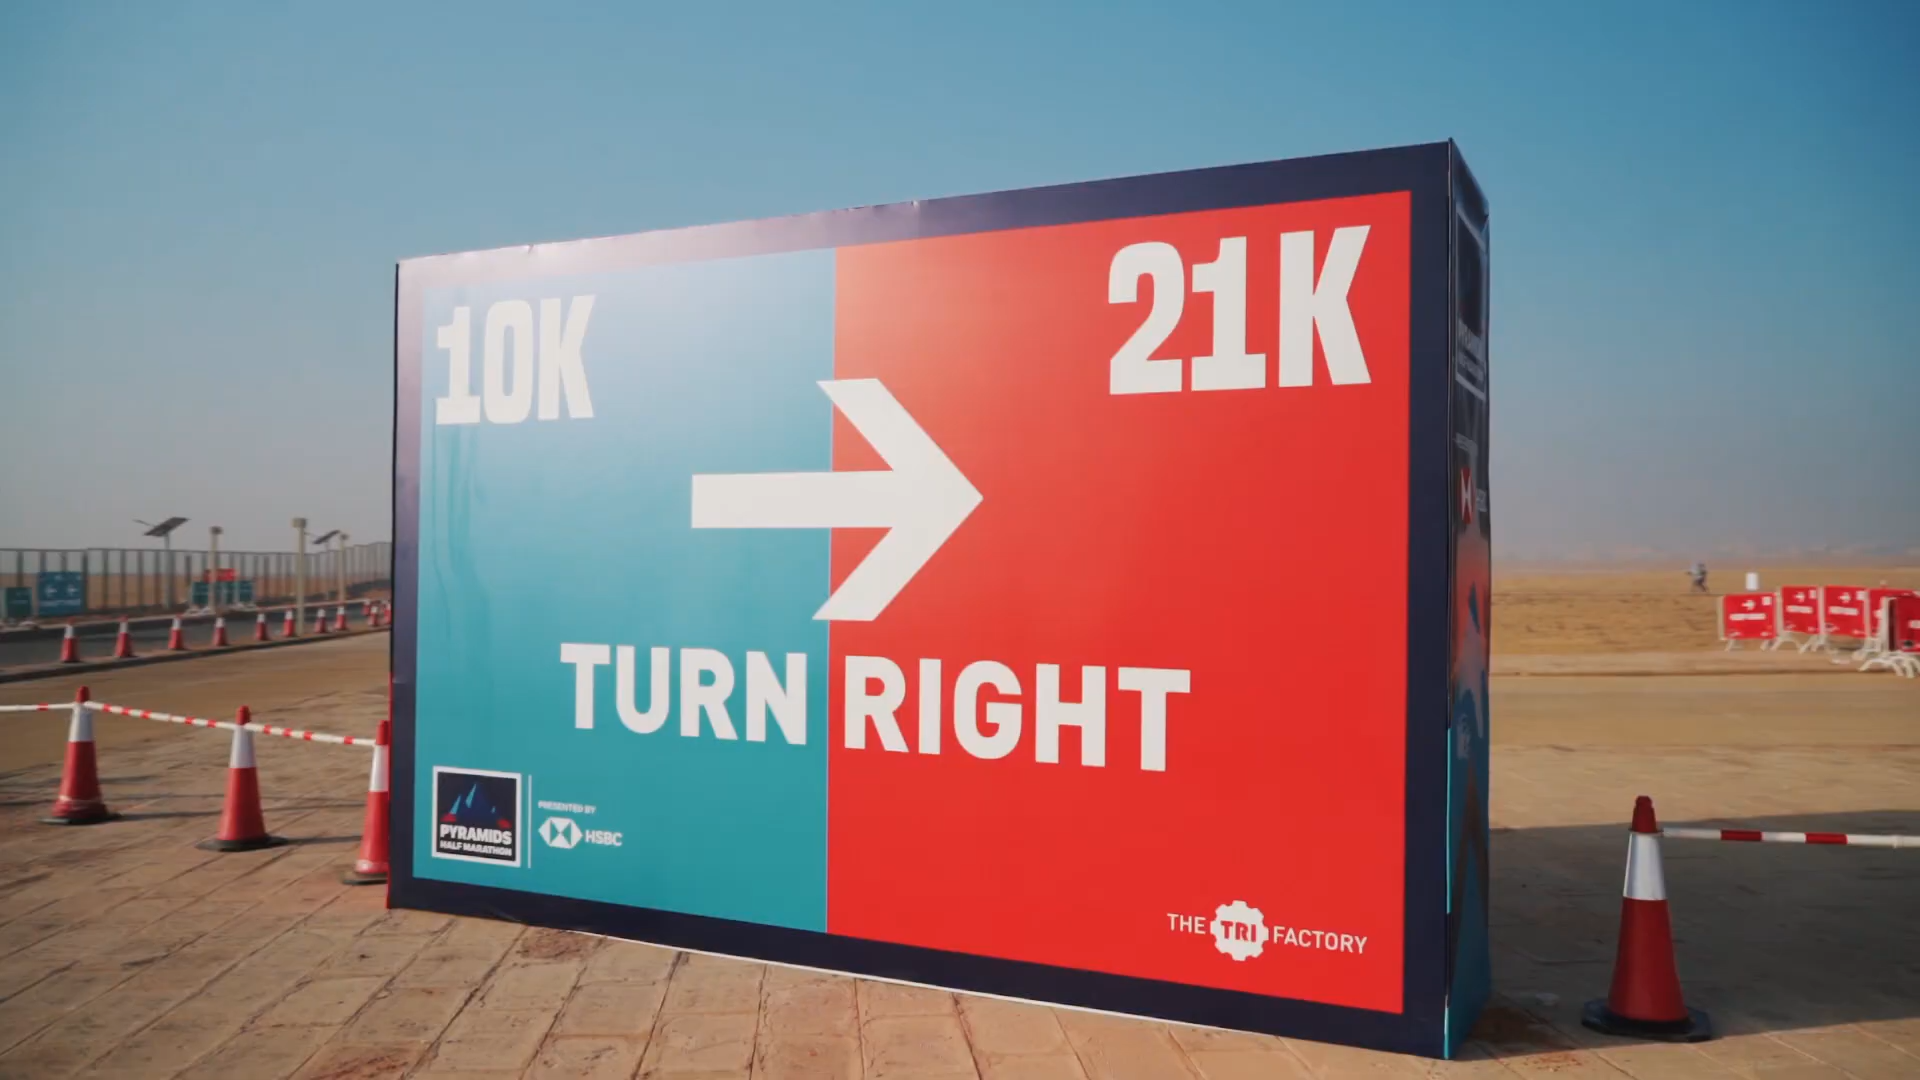 10K
21K
TURN RIGHT
PYRAMIDS
HALF MARATHON
PRESENTED BY
HSBC
THE TRI FACTORY